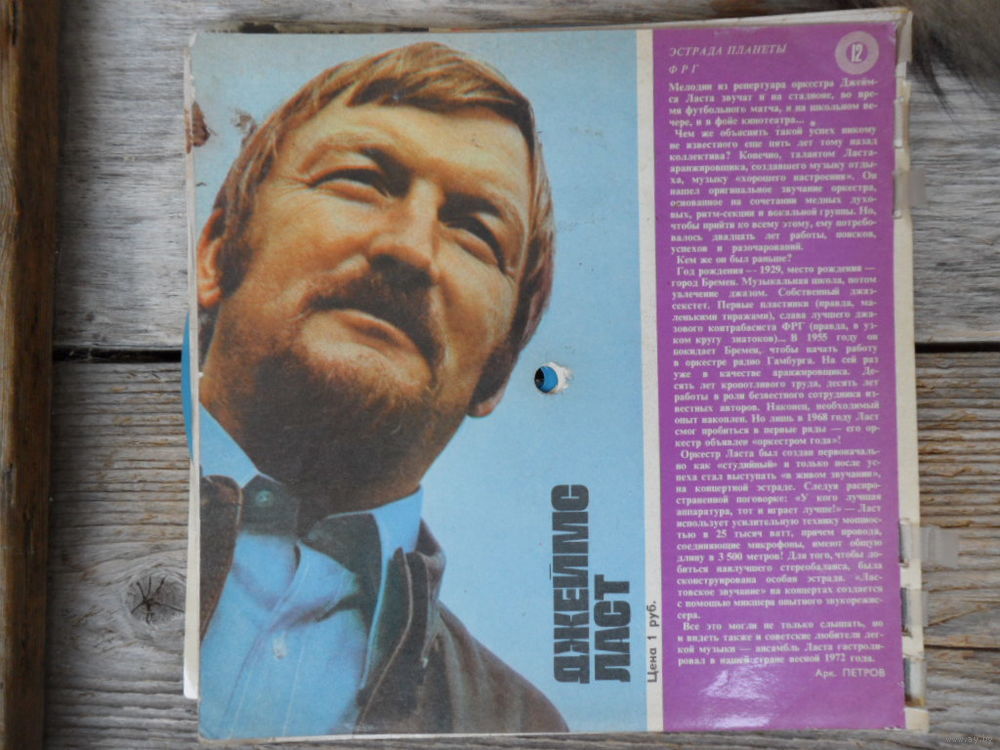 ЭСТРАДА ПЛАНЕТЫ
12
ФРГ
Мелодии из репертуара оркестра Джейм-
са Ласта звучат и на стадионе, во вре-
мя футбольного матча, и на школьном ве-
чере, и в фойе кинотеатра...
Чем же объяснить такой успех никому
не известного еще пять лет тому назад
коллектива? Конечно, талантом Ласта-
аранжировщика, создавшего музыку отды-
ха, музыку «хорошего настроения». Он
нашел оригинальное звучание оркестра,
основанное на сочетании медных духо-
вых, ритм-секции и вокальной группы. Но,
чтобы прийти ко всему этому, ему потребо-
валось двадцать лет работы, поисков,
успехов и разочарований.
Кем же он был раньше?
Год рождения — 1929, место рождения —
город Бремен. Музыкальная школа, потом
увлечение джазом. Собственный джаз-
секстет. Первые пластинки (правда, ма-
ленькими тиражами), слава лучшего джа-
зового контрабасиста ФРГ (правда, в уз-
ком кругу знатоков)... В 1955 году он
покидает Бремен, чтобы начать работу
в оркестре радио Гамбурга. На сей раз
уже в качестве аранжировщика. Де-
сять лет кропотливого труда, десять лет
работы в роли безвестного сотрудника из-
вестных авторов. Наконец, необходимый
опыт накоплен. Но лишь в 1968 году Ласт
смог пробиться в первые ряды — его ор-
кестр объявлен «оркестром года»!
Оркестр Ласта был создан первоначаль-
но как «студийный» и только после ус-
пеха стал выступать «в живом звучании»,
на концертной эстраде. Следуя распро-
страненной поговорке: «У кого лучшая
аппаратура, тот и играет лучше!» — Ласт
использует усилительную технику мощнос-
тью в 25 тысяч ватт, причем провода,
соединяющие микрофоны, имеют общую
длину в 3 500 метров! Для того, чтобы до-
биться наилучшего стереобаланса, была
сконструирована особая эстрада. «Лас-
товское звучание» на концертах создается
с помощью микшера опытного звукорежис-
сера.
Все это могли не только слышать, но
и видеть также и советские любители лег-
кой музыки — ансамбль Ласта гастроли-
ровал в нашей стране весной 1972 года.
Арк. ПЕТРОВ
ДЖЕЙМС
ЛАСТ
Цена 1 руб.
www.ay.by